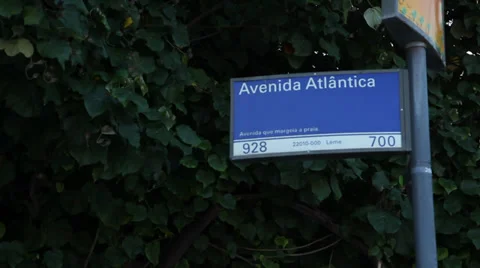 Avenida Atlântica
Avenida que margeia a praia.
928 22010-000 Leme 700